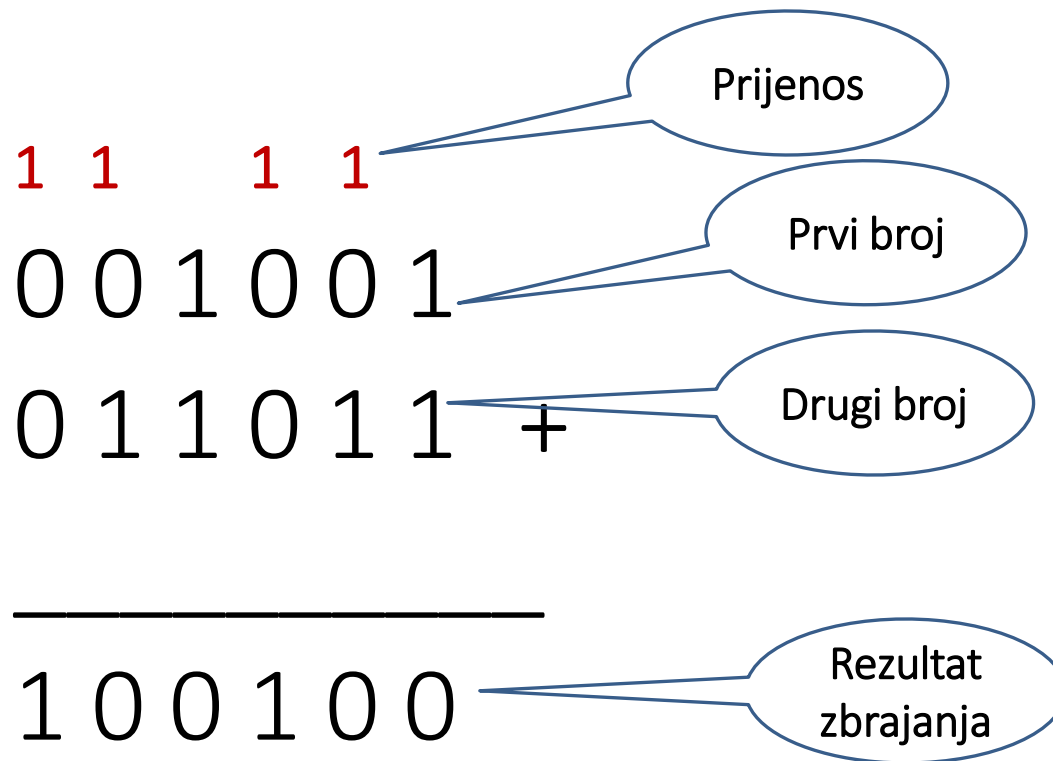 Prijenos
1 1 1 1
Prvi broj
0 0 1 0 0 1
Drugi broj
0 1 1 0 1 1 +
__________
Rezultat
zbrajanja
1 0 0 1 0 0